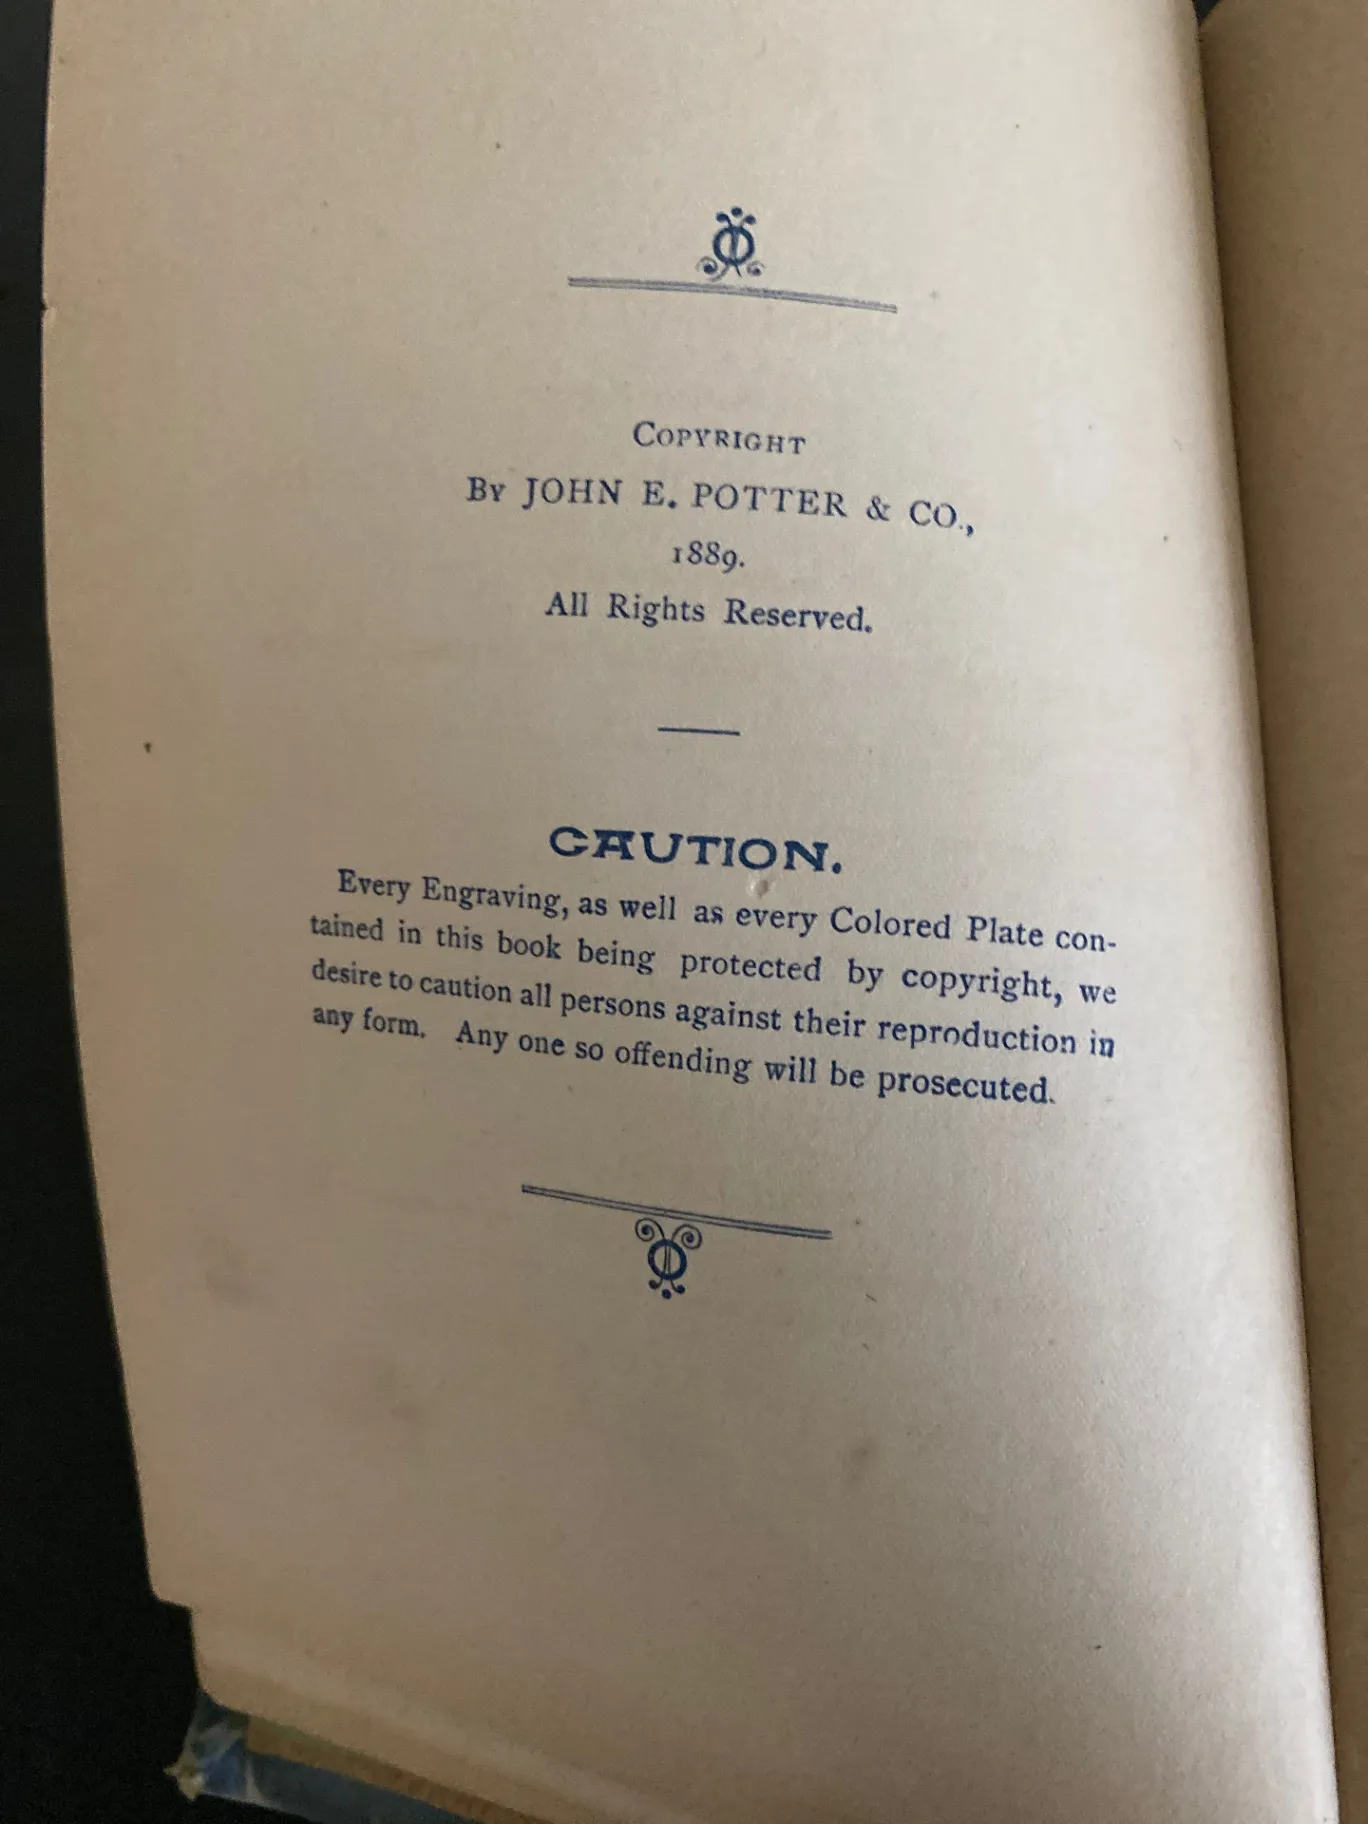 COPYRIGHT
BY JOHN E. POTTER & CO.,
1889.
All Rights Reserved.
CAUTION.
Every Engraving, as well as every Colored Plate con-
tained in this book being protected by copyright, we
desire to caution all persons against their reproduction in
any form. Any one so offending will be prosecuted.